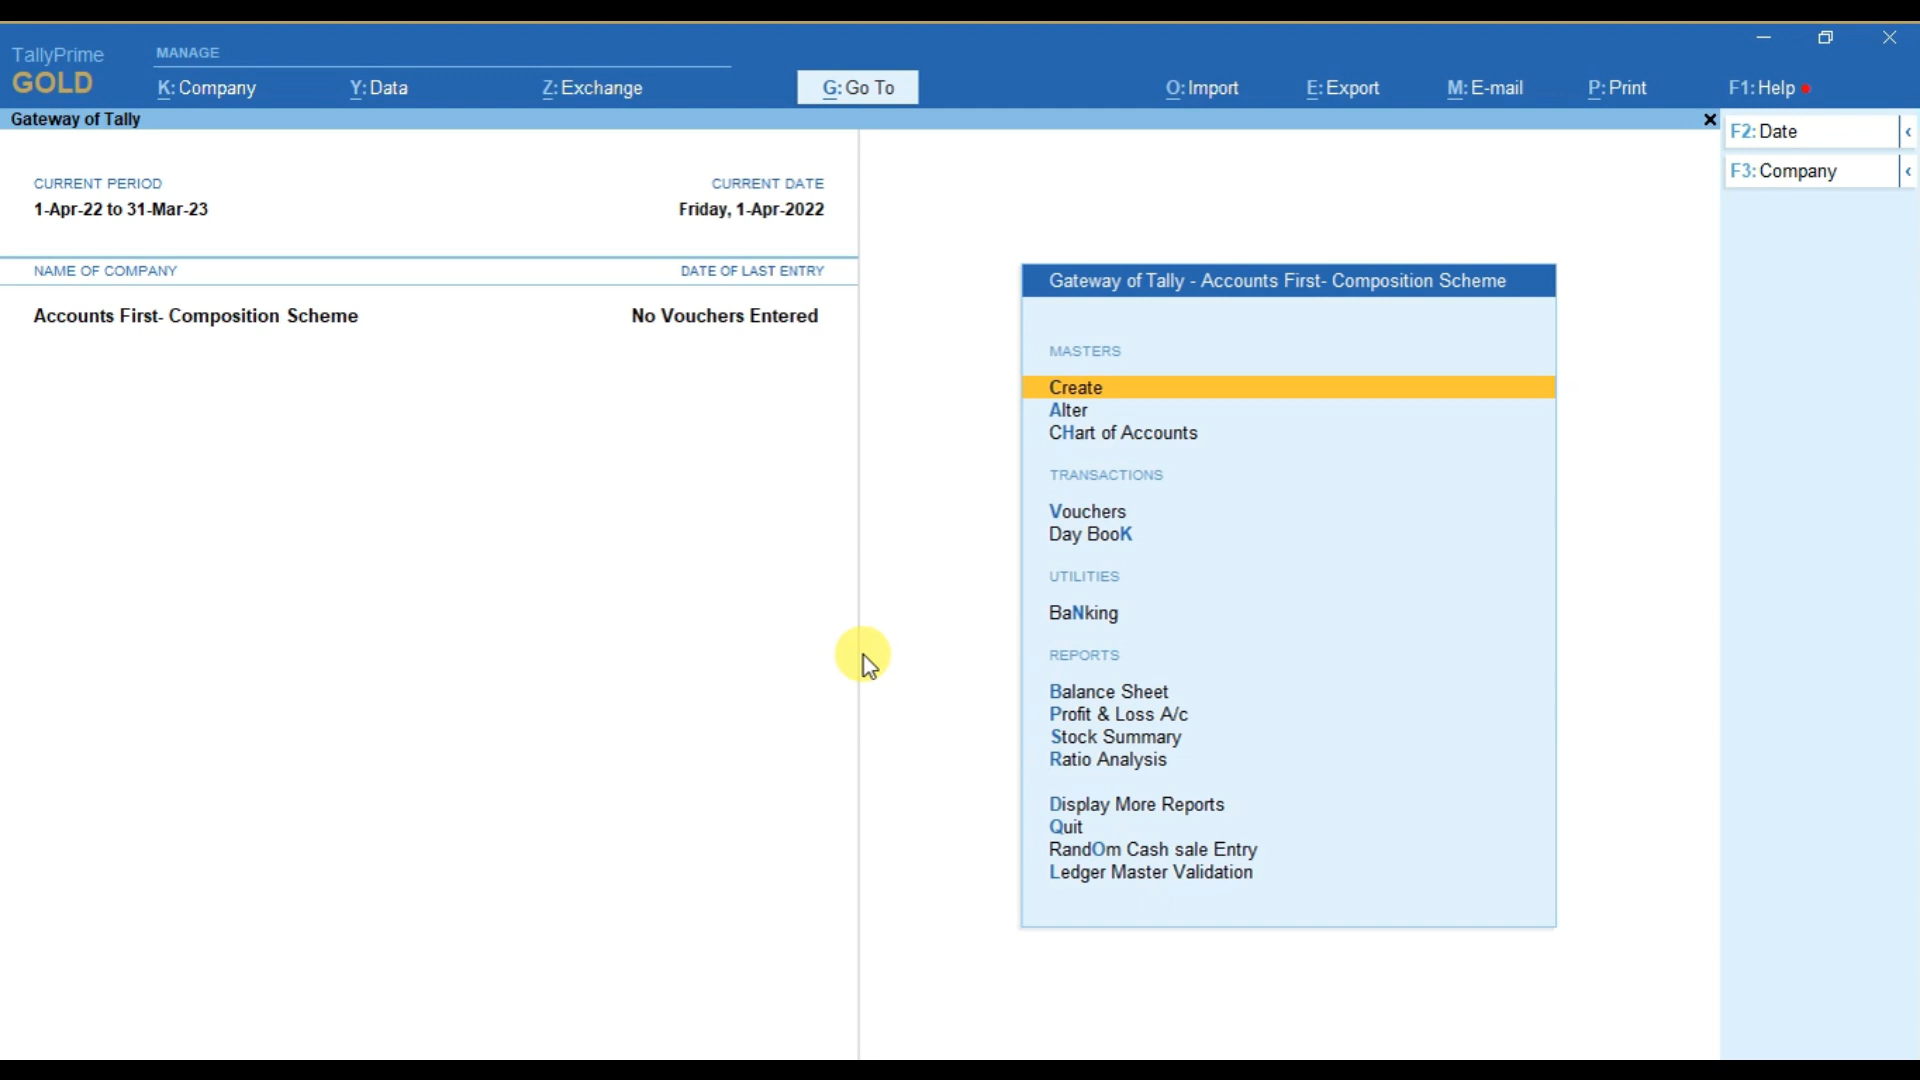 TallyPrime
GOLD
MANAGE
K: Company
Y: Data
Z: Exchange
G: Go To
O: Import
E: Export
M: E-mail
P: Print
F1: Help
Gateway of Tally
F2: Date
F3: Company
CURRENT PERIOD
CURRENT DATE
1-Apr-22 to 31-Mar-23
Friday, 1-Apr-2022
NAME OF COMPANY
DATE OF LAST ENTRY
Accounts First- Composition Scheme
No Vouchers Entered
Gateway of Tally - Accounts First- Composition Scheme
MASTERS
Create
Alter
CHart of Accounts
TRANSACTIONS
Vouchers
Day BooK
UTILITIES
BaNking
REPORTS
Balance Sheet
Profit & Loss A/c
Stock Summary
Ratio Analysis
Display More Reports
Quit
RandOm Cash sale Entry
Ledger Master Validation